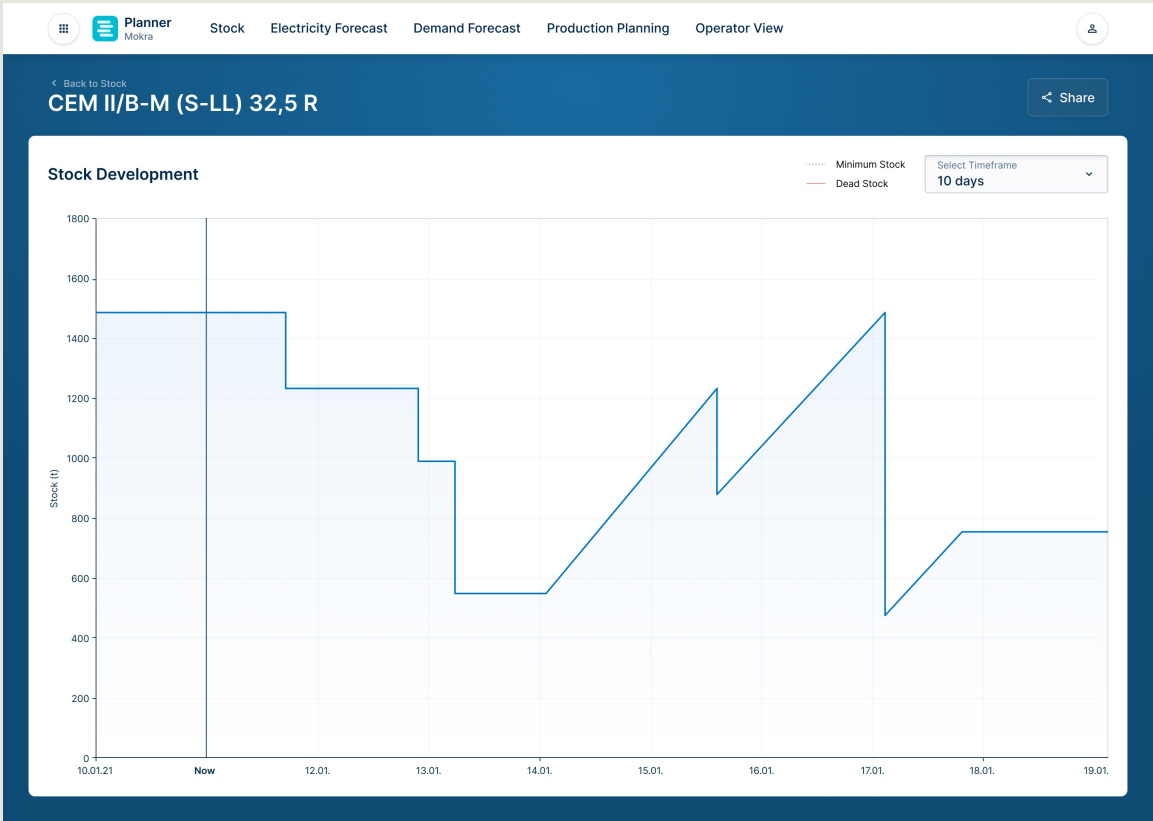 Planner
Mokra
Stock
Electricity Forecast
Demand Forecast
Production Planning
Operator View
Back to Stock
CEM II/B-M (S-LL) 32,5 R
Share
Stock Development
Minimum Stock
Dead Stock
Select Timeframe
10 days
1800
1600
1400
1200
1000
800
600
400
200
0
Stock (t)
10.01.21
Now
12.01.
13.01.
14.01.
15.01.
16.01.
17.01.
18.01.
19.01.